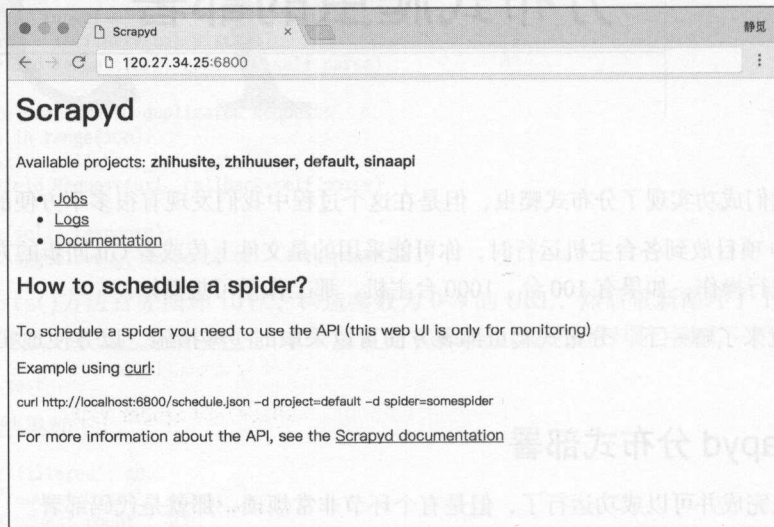 Scrapyd
静觅
120.27.34.25:6800
Scrapyd
Available projects: zhihusite, zhihuuser, default, sinaapi
Jobs
Logs
Documentation
How to schedule a spider?
To schedule a spider you need to use the API (this web UI is only for monitoring)
Example using curl:
curl http://localhost:6800/schedule.json –d project=default –d spider=somespider
For more information about the API, see the Scrapyd documentation